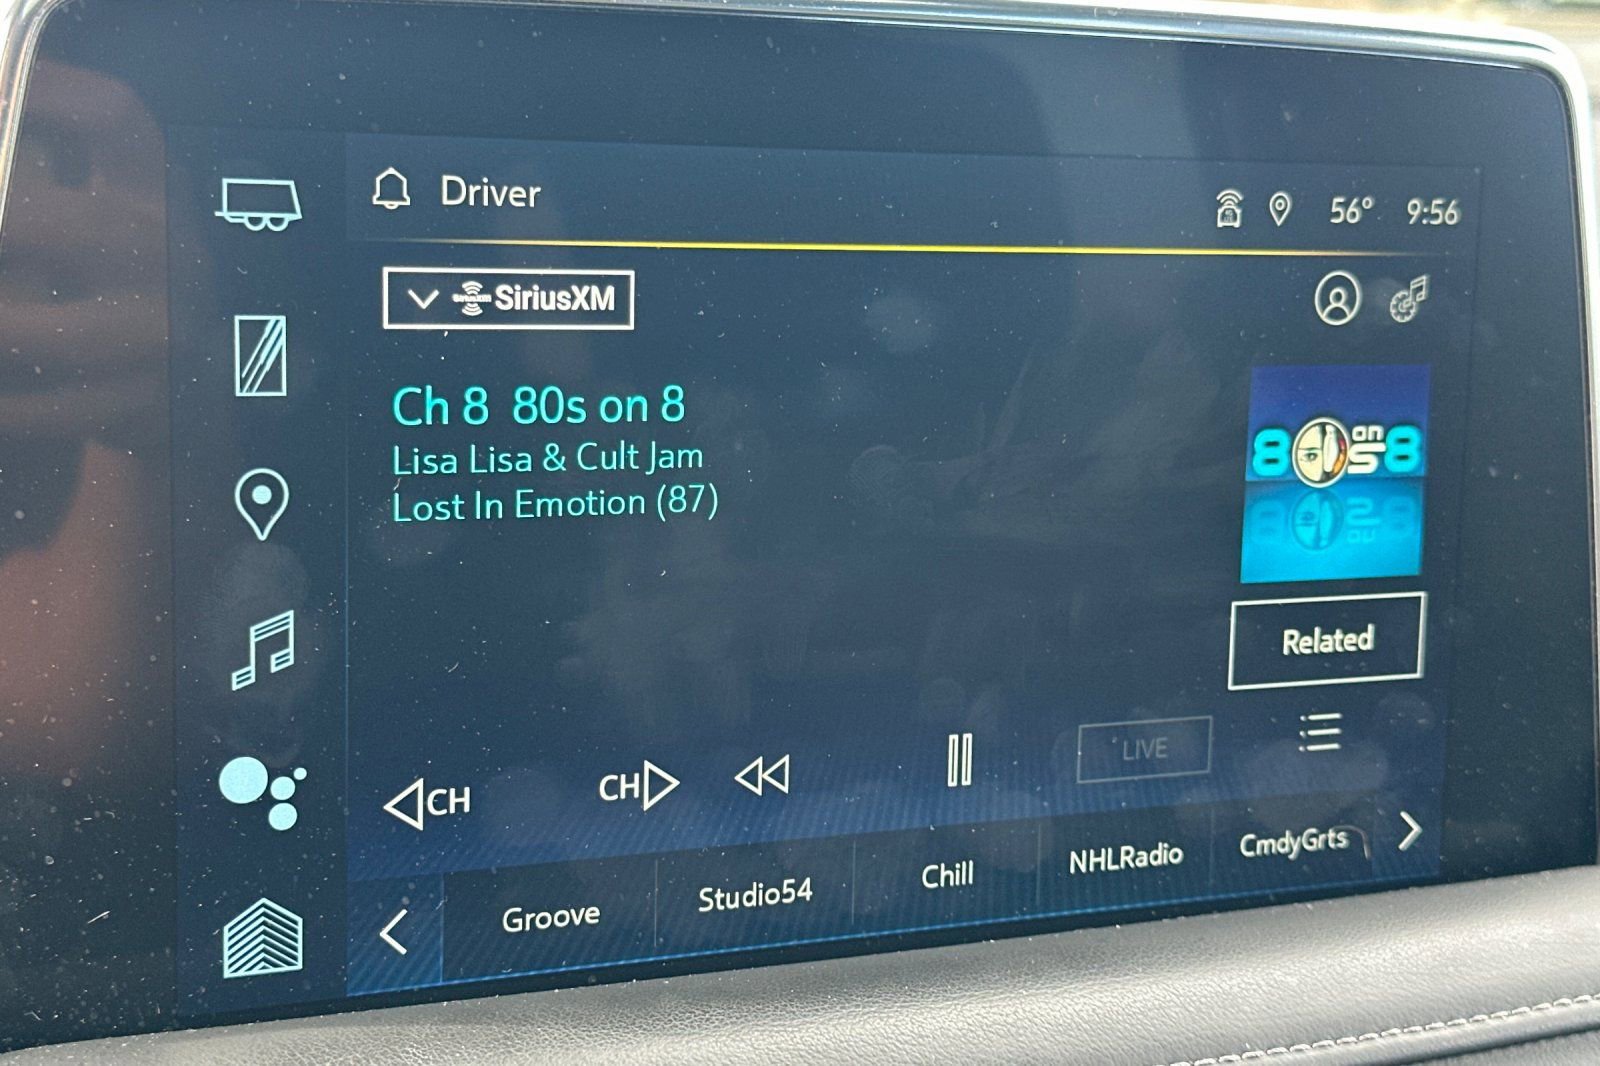 Driver
56° 9:56
SiriusXM
Ch 8 80s on 8
Lisa Lisa & Cult Jam
Lost In Emotion (87)
80s on 8
Related
CH CH LIVE
Groove Studio54 Chill NHLRadio CmdyGrts